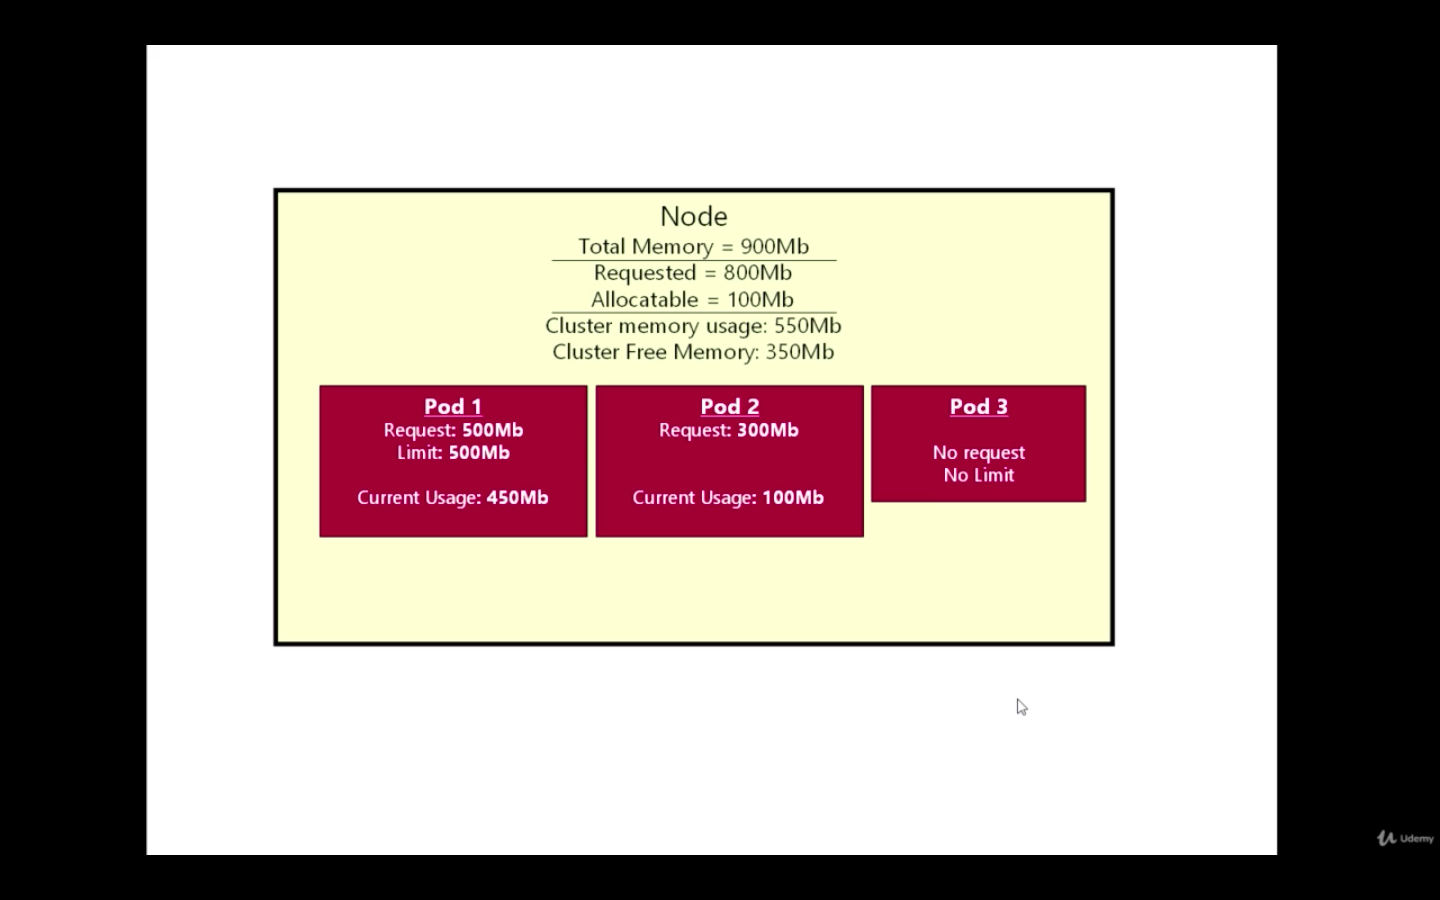 Node
Total Memory = 900Mb
Requested = 800Mb
Allocatable = 100Mb
Cluster memory usage: 550Mb
Cluster Free Memory: 350Mb
Pod 1
Request: 500Mb
Limit: 500Mb
Current Usage: 450Mb
Pod 2
Request: 300Mb
Current Usage: 100Mb
Pod 3
No request
No Limit
Udemy